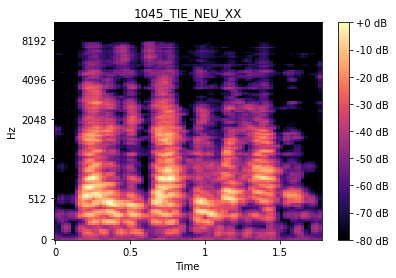 1045_TIE_NEU_XX
+0 dB
8192
-10 dB
4096
-20 dB
-30 dB
2048
Hz
-40 dB
1024
-50 dB
512
-60 dB
-70 dB
0
-80 dB
0 0.5 1 1.5
Time